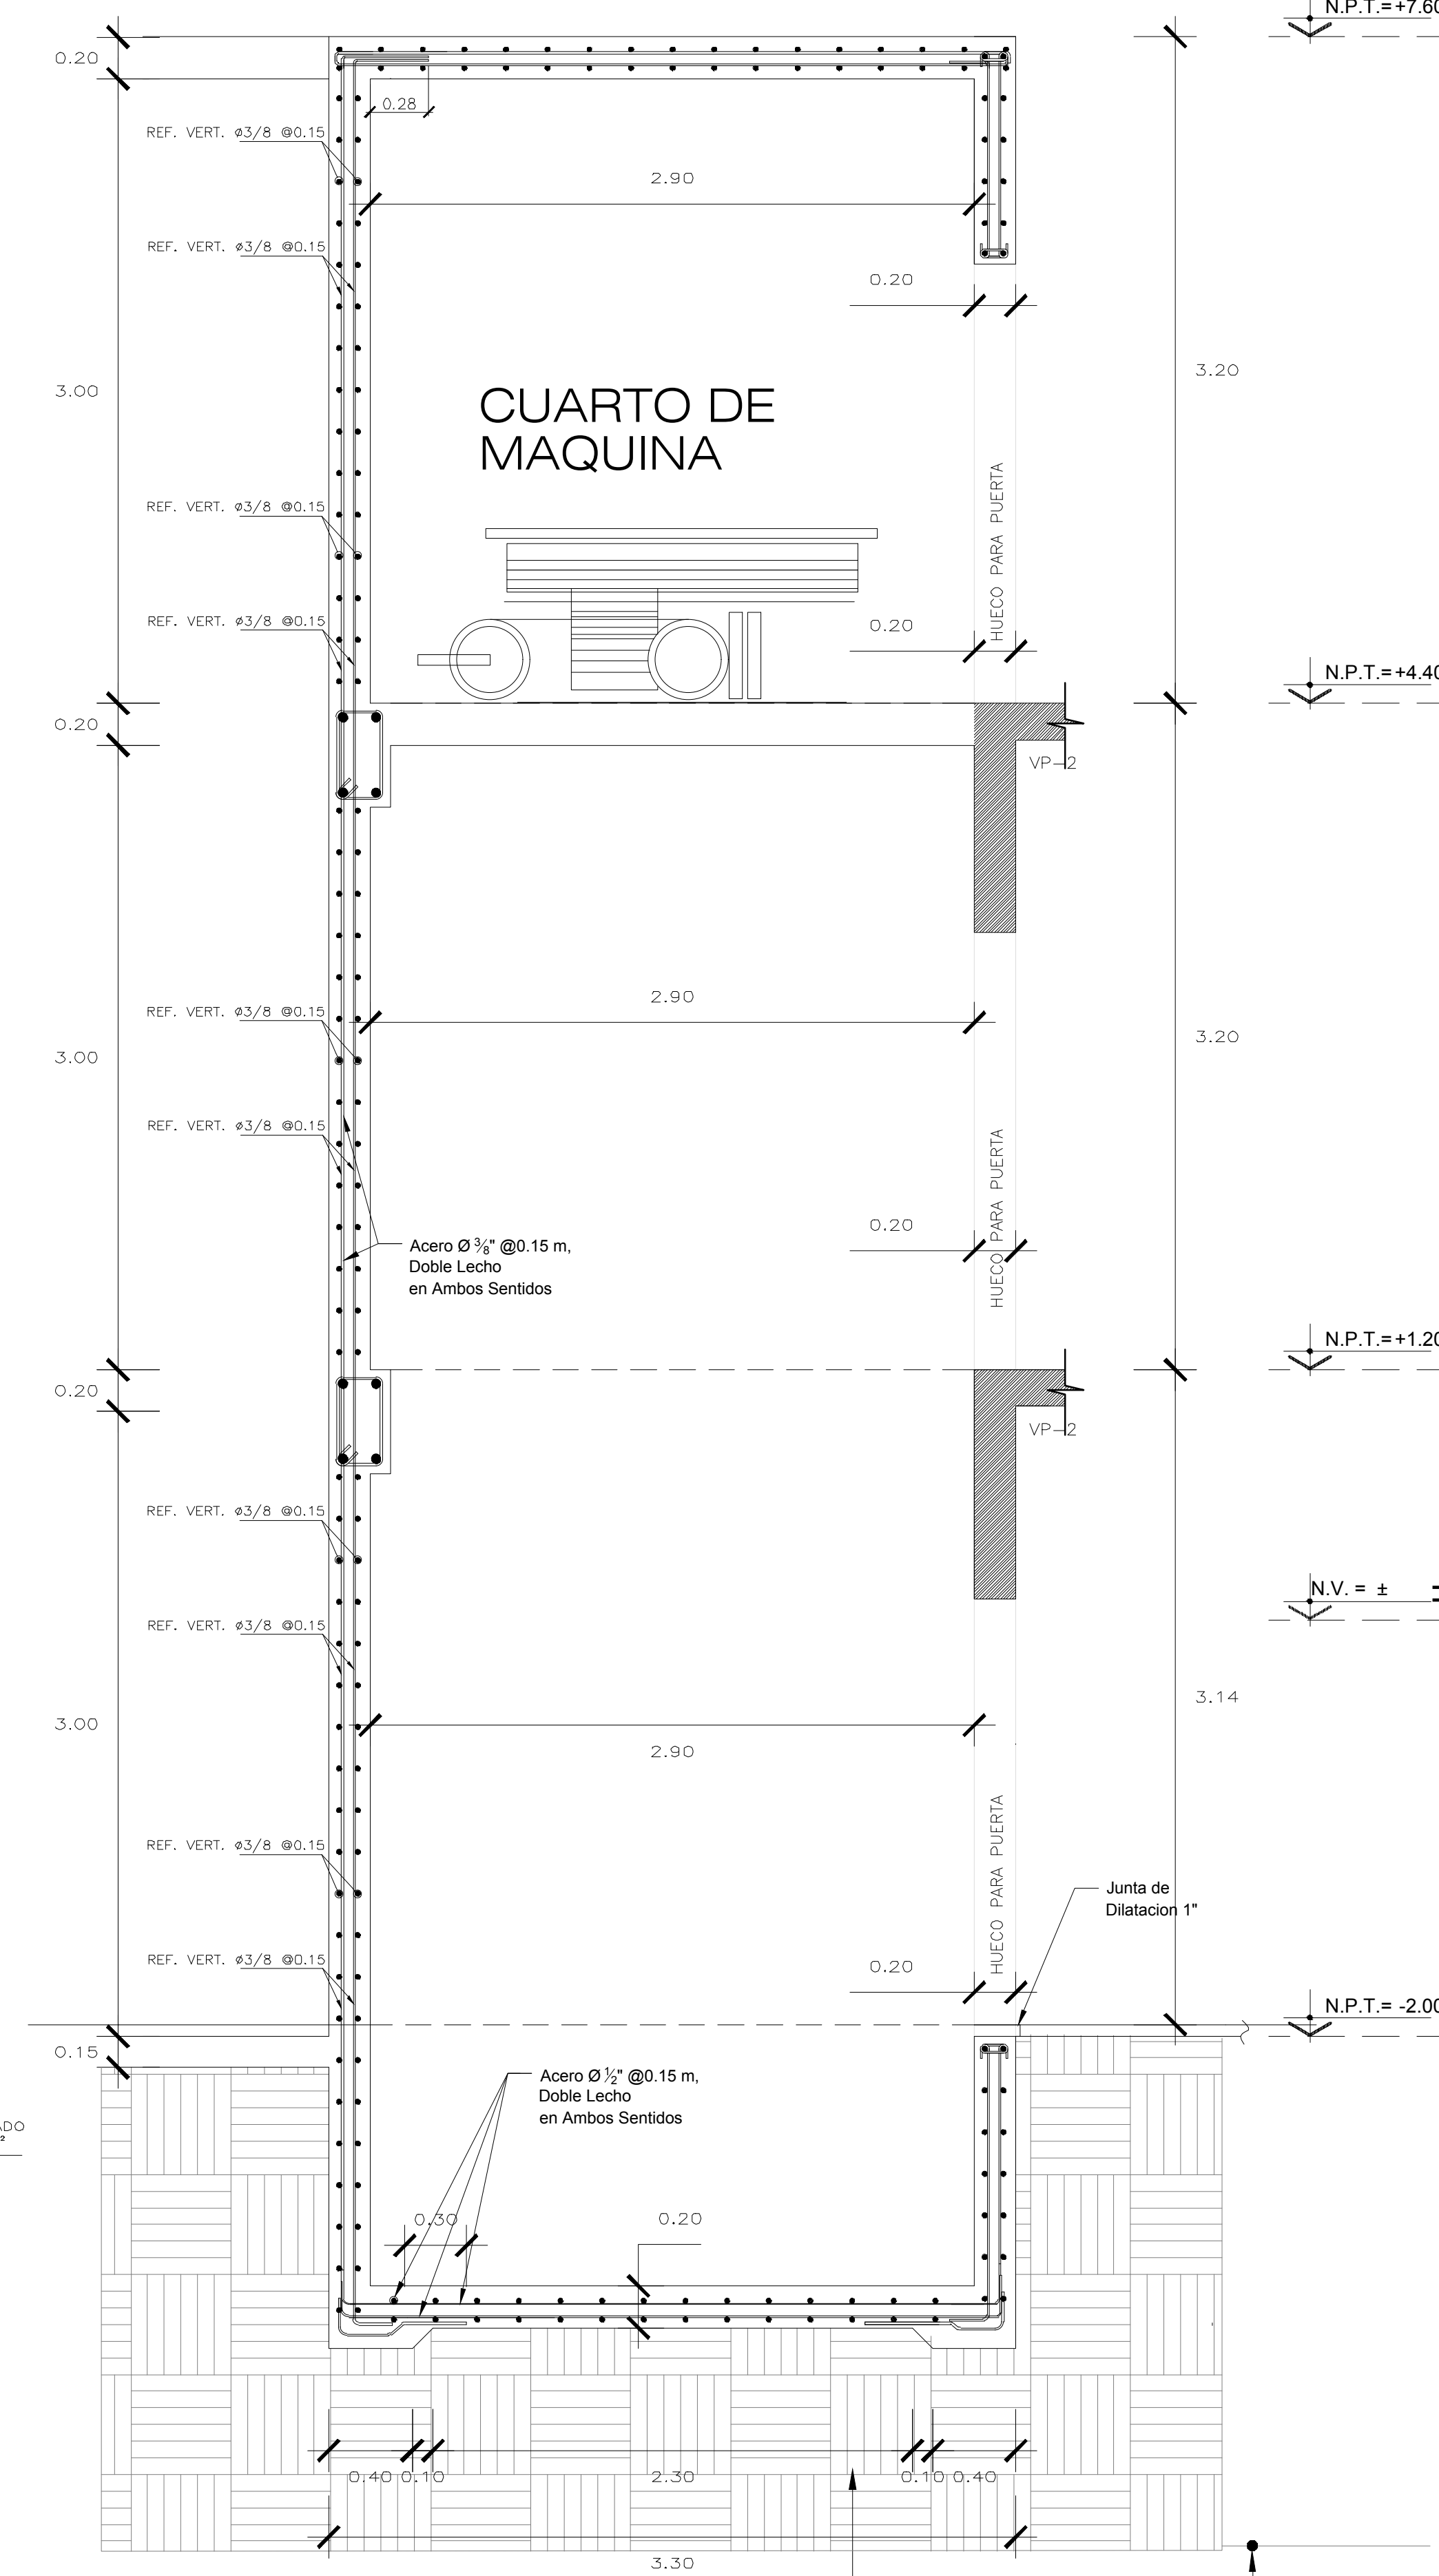 N.P.T.=+7.60
0.20
0.28
REF. VERT. ø3/8 @0.15
2.90
REF. VERT. ø3/8 @0.15
0.20
3.20
3.00
CUARTO DE
MAQUINA
HUECO PARA PUERTA
REF. VERT. ø3/8 @0.15
REF. VERT. ø3/8 @0.15
0.20
N.P.T.=+4.40
0.20
VP-2
2.90
REF. VERT. ø3/8 @0.15
3.20
3.00
REF. VERT. ø3/8 @0.15
HUECO PARA PUERTA
0.20
Acero Ø 3/8" @0.15 m,
Doble Lecho
en Ambos Sentidos
N.P.T.=+1.20
0.20
VP-2
REF. VERT. ø3/8 @0.15
N.V. = ±
REF. VERT. ø3/8 @0.15
3.14
3.00
2.90
REF. VERT. ø3/8 @0.15
HUECO PARA PUERTA
Junta de
Dilatacion 1"
REF. VERT. ø3/8 @0.15
0.20
N.P.T.= -2.00
0.15
Acero Ø 1/2" @0.15 m,
Doble Lecho
en Ambos Sentidos
0.30
0.20
0.40 0.10
2.30
0.10 0.40
3.30